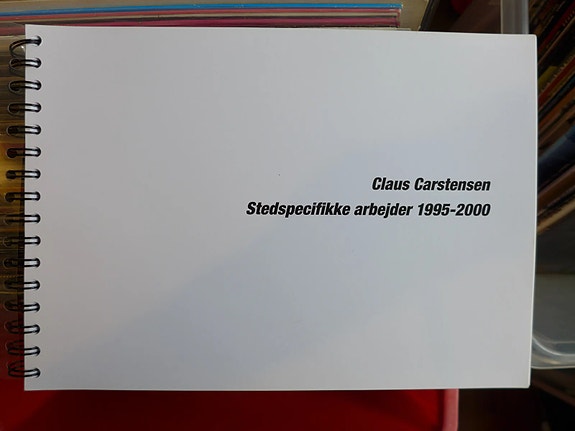 Claus Carstensen
Stedspecifikke arbejder 1995-2000